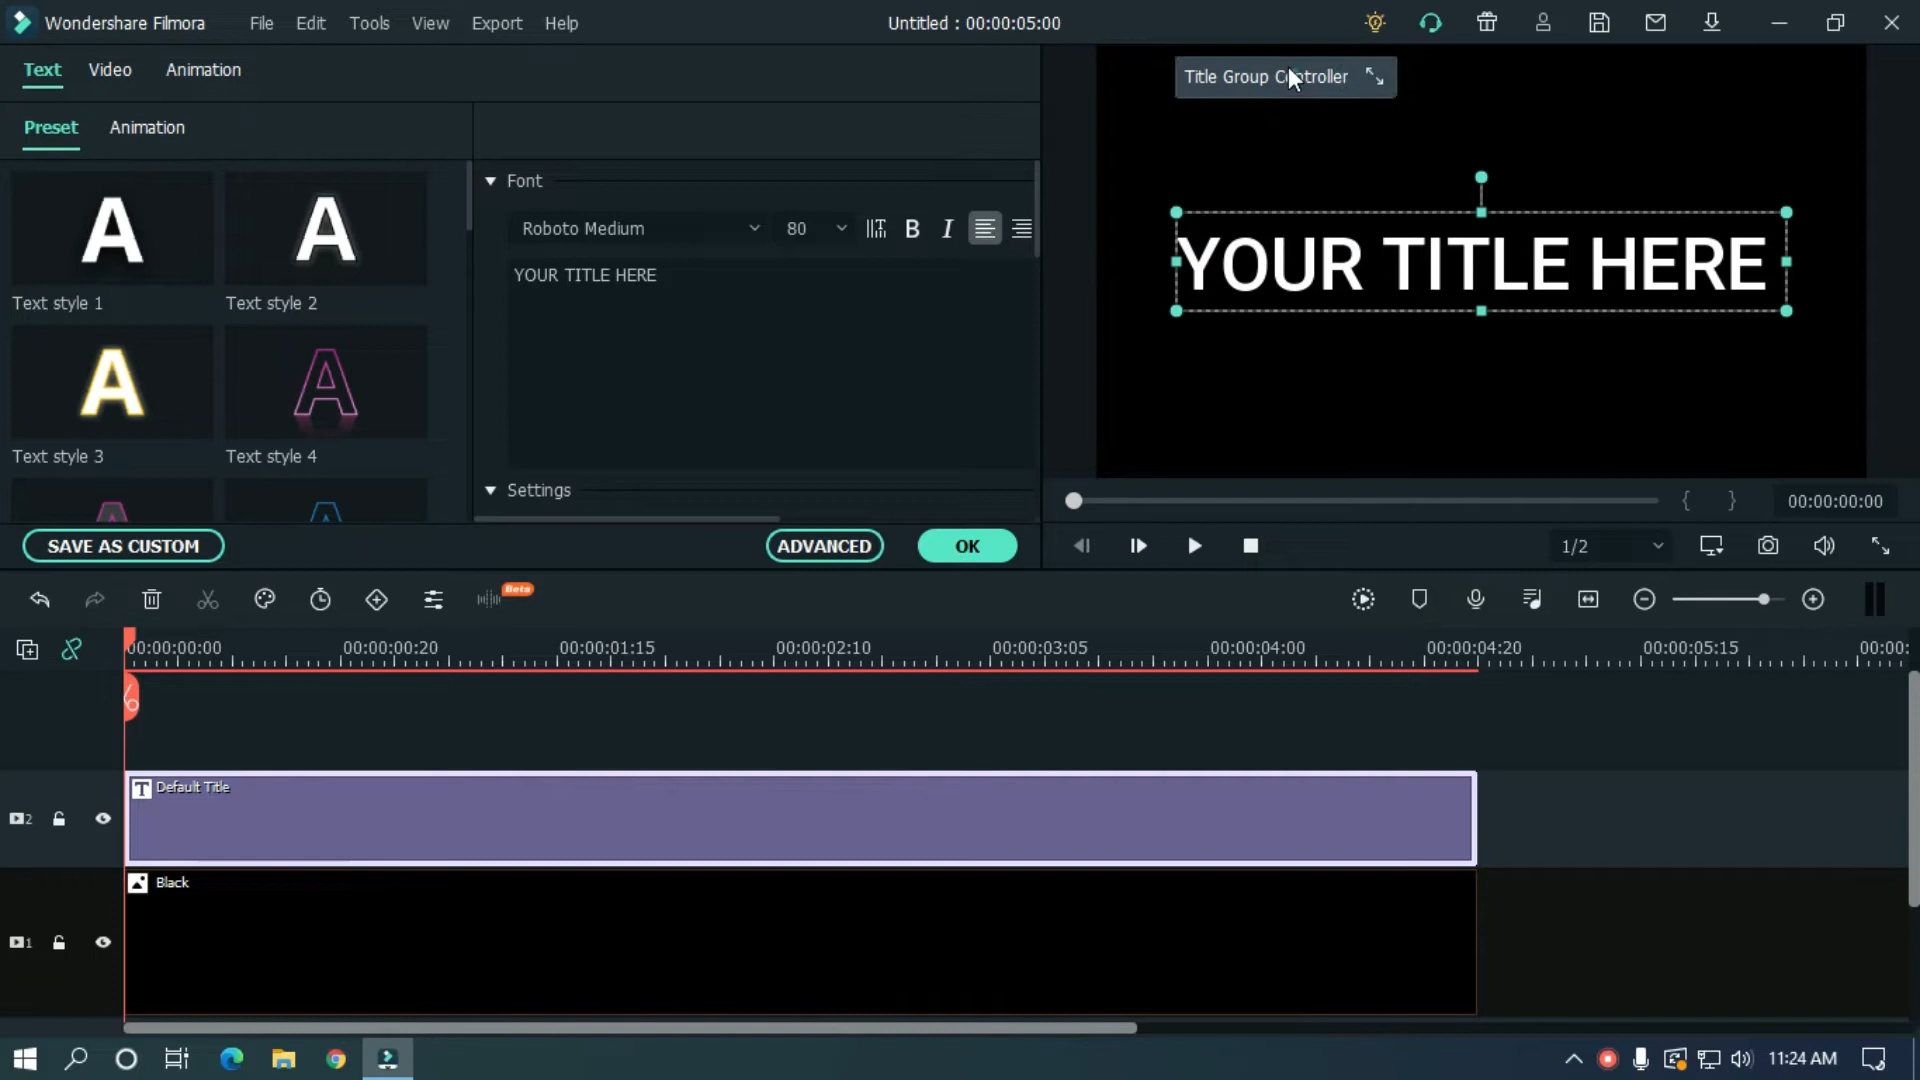 Wondershare Filmora File Edit Tools View Export Help Untitled : 00:00:05:00
Text Video Animation
Title Group Controller
Preset Animation
Font
Roboto Medium 80 B I
YOUR TITLE HERE
YOUR TITLE HERE
A A
Text style 1 Text style 2
A A
Text style 3 Text style 4
Settings
{ } 00:00:00:00
SAVE AS CUSTOM ADVANCED OK
1/2
Beta
00:00:00:00 00:00:00:20 00:00:01:15 00:00:02:10 00:00:03:05 00:00:04:00 00:00:04:20 00:00:05:15 00:00:
T Default Title
2
Black
1
11:24 AM